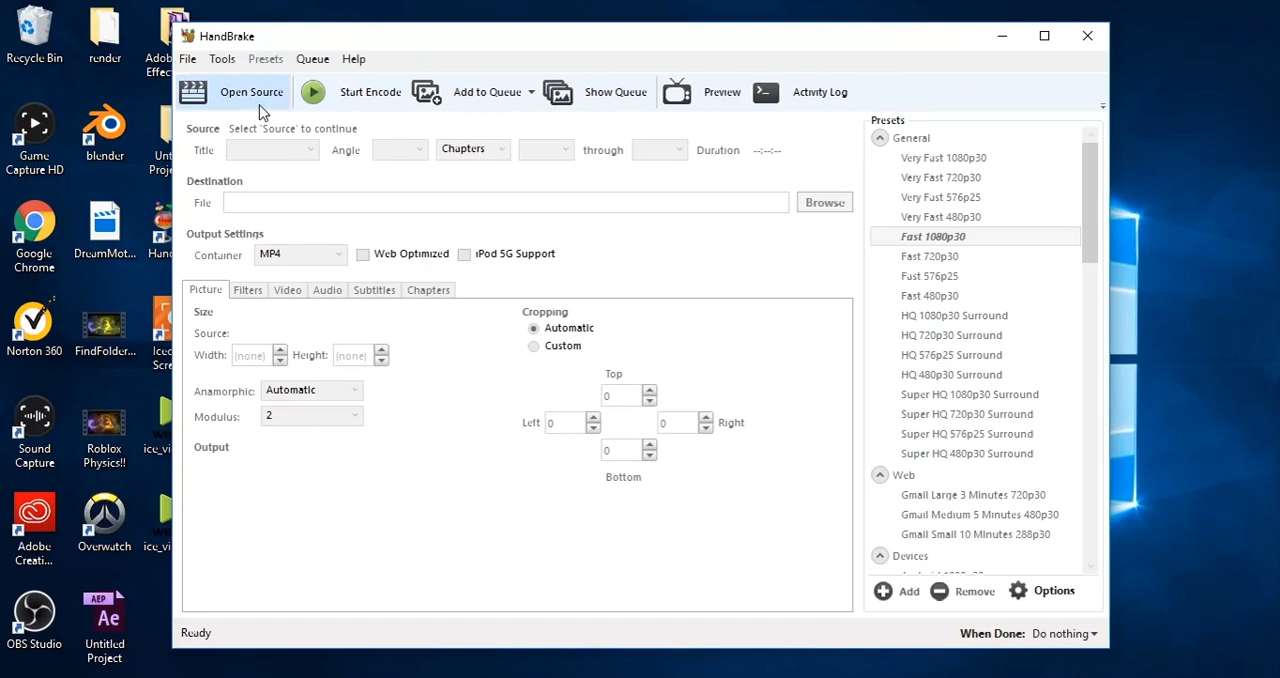 Recycle Bin
render
Adob
Effec
Game
Capture HD
blender
Unt
Proje
Google
Chrome
DreamMot...
Hand
Norton 360
FindFolder...
Icec
Scre
Sound
Capture
Roblox
Physics!!
ice_vi
Adobe
Creati...
Overwatch
ice_vi
OBS Studio
AEP
Ae
Untitled
Project
HandBrake
File Tools Presets Queue Help
Open Source Start Encode Add to Queue Show Queue Preview Activity Log
Source Select 'Source' to continue
Title Angle Chapters through Duration --:--:--
Destination
File Browse
Output Settings
Container MP4 Web Optimized iPod 5G Support
Picture Filters Video Audio Subtitles Chapters
Size
Source:
Width: (none) Height: (none)
Anamorphic: Automatic
Modulus: 2
Output
Cropping
Automatic
Custom
Top
0
Left 0 0 Right
0
Bottom
Presets
General
Very Fast 1080p30
Very Fast 720p30
Very Fast 576p25
Very Fast 480p30
Fast 1080p30
Fast 720p30
Fast 576p25
Fast 480p30
HQ 1080p30 Surround
HQ 720p30 Surround
HQ 576p25 Surround
HQ 480p30 Surround
Super HQ 1080p30 Surround
Super HQ 720p30 Surround
Super HQ 576p25 Surround
Super HQ 480p30 Surround
Web
Gmail Large 3 Minutes 720p30
Gmail Medium 5 Minutes 480p30
Gmail Small 10 Minutes 288p30
Devices
Add Remove Options
Ready When Done: Do nothing